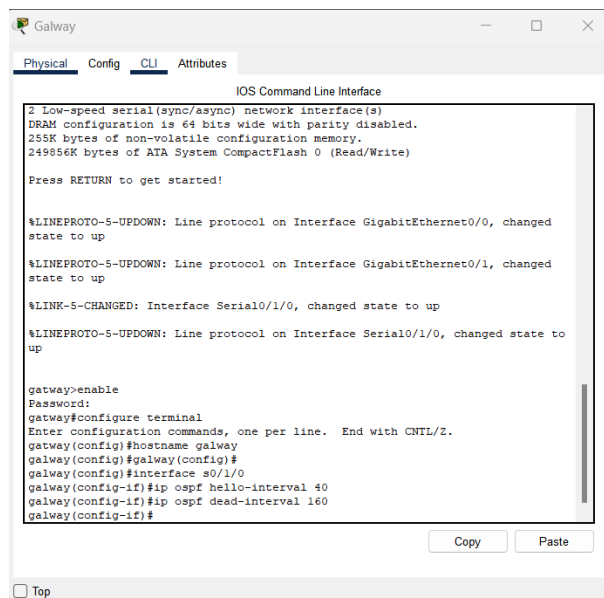 Galway
Physical Config CLI Attributes
IOS Command Line Interface
2 Low-speed serial(sync/async) network interface(s)
DRAM configuration is 64 bits wide with parity disabled.
255K bytes of non-volatile configuration memory.
249856K bytes of ATA System CompactFlash 0 (Read/Write)
Press RETURN to get started!
%LINEPROTO-5-UPDOWN: Line protocol on Interface GigabitEthernet0/0, changed
state to up
%LINEPROTO-5-UPDOWN: Line protocol on Interface GigabitEthernet0/1, changed
state to up
%LINK-5-CHANGED: Interface Serial0/1/0, changed state to up
%LINEPROTO-5-UPDOWN: Line protocol on Interface Serial0/1/0, changed state to
up
gatway>enable
Password:
gatway#configure terminal
Enter configuration commands, one per line.  End with CNTL/Z.
gatway(config)#hostname galway
galway(config)#galway(config)#
galway(config)#interface s0/1/0
galway(config-if)#ip ospf hello-interval 40
galway(config-if)#ip ospf dead-interval 160
galway(config-if)#
Copy Paste
Top